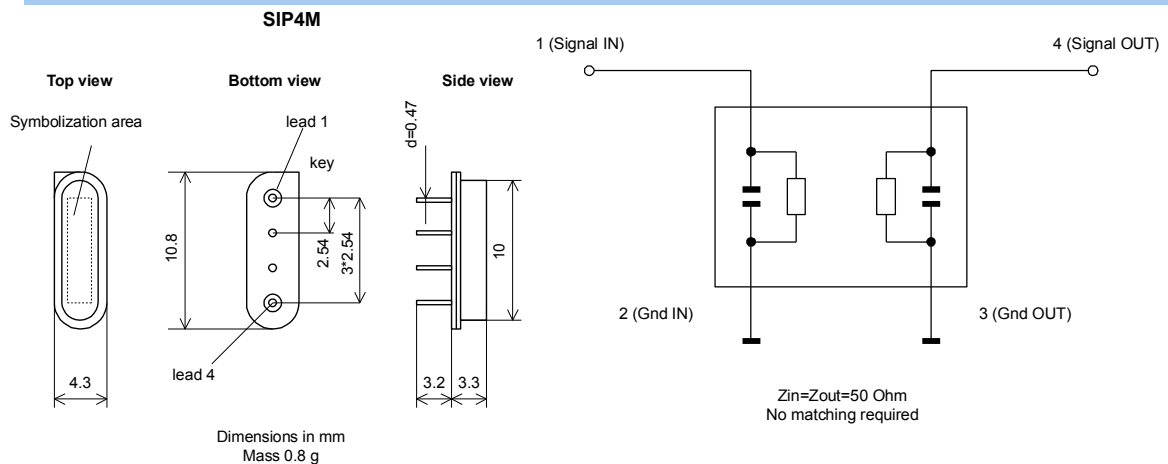 SIP4M
1 (Signal IN)
4 (Signal OUT)
Top view
Bottom view
Side view
Symbolization area
lead 1
d=0.47
key
10.8
2.54
3*2.54
10
2 (Gnd IN)
3 (Gnd OUT)
lead 4
4.3
3.2
3.3
Zin=Zout=50 Ohm
No matching required
Dimensions in mm
Mass 0.8 g